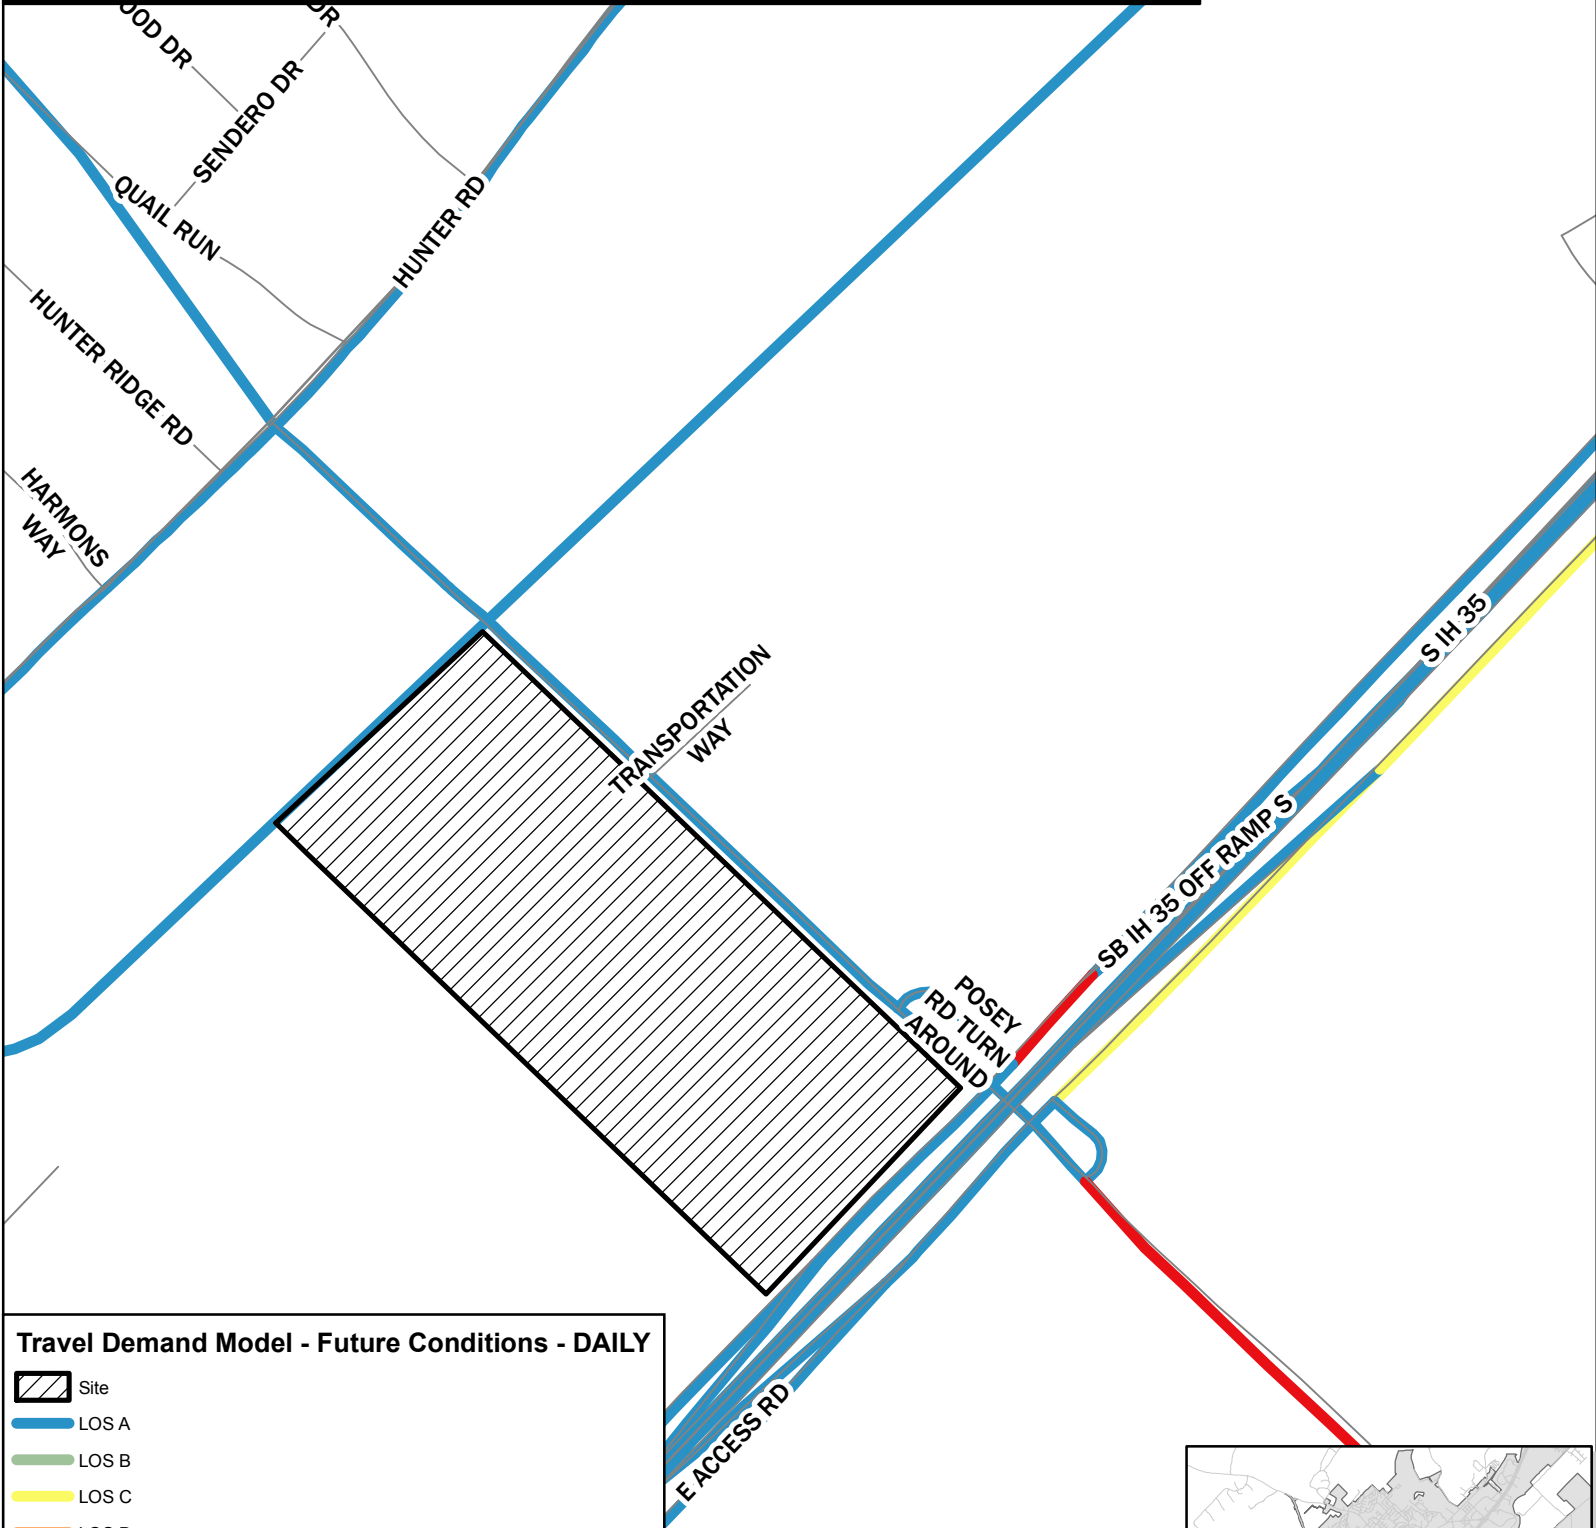 OOD DR
DR
SENDERO DR
QUAIL RUN
HUNTER RD
HUNTER RIDGE RD
HARMONS
WAY
TRANSPORTATION
WAY
S IH 35
SB IH 35 OFF RAMP S
POSEY
RD TURN
AROUND
E ACCESS RD
Travel Demand Model - Future Conditions - DAILY
Site
LOS A
LOS B
LOS C